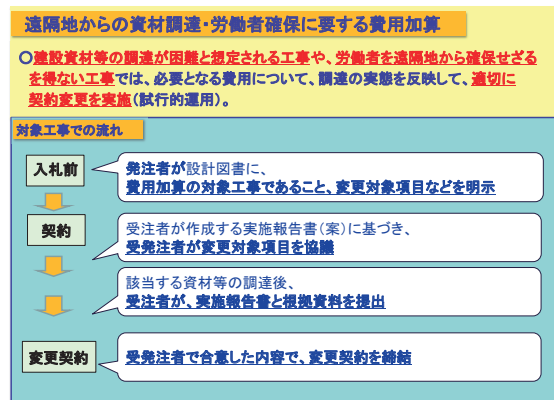 遠隔地からの資材調達・労働者確保に要する費用加算
○建設資材等の調達が困難と想定される工事や、労働者を遠隔地から確保せざる
を得ない工事では、必要となる費用について、調達の実態を反映して、適切に
契約変更を実施(試行的運用)。
対象工事での流れ
入札前
発注者が設計図書に、
費用加算の対象工事であること、変更対象項目などを明示
契約
受注者が作成する実施報告書(案)に基づき、
受発注者が変更対象項目を協議
該当する資材等の調達後、
受注者が、実施報告書と根拠資料を提出
変更契約
受発注者で合意した内容で、変更契約を締結